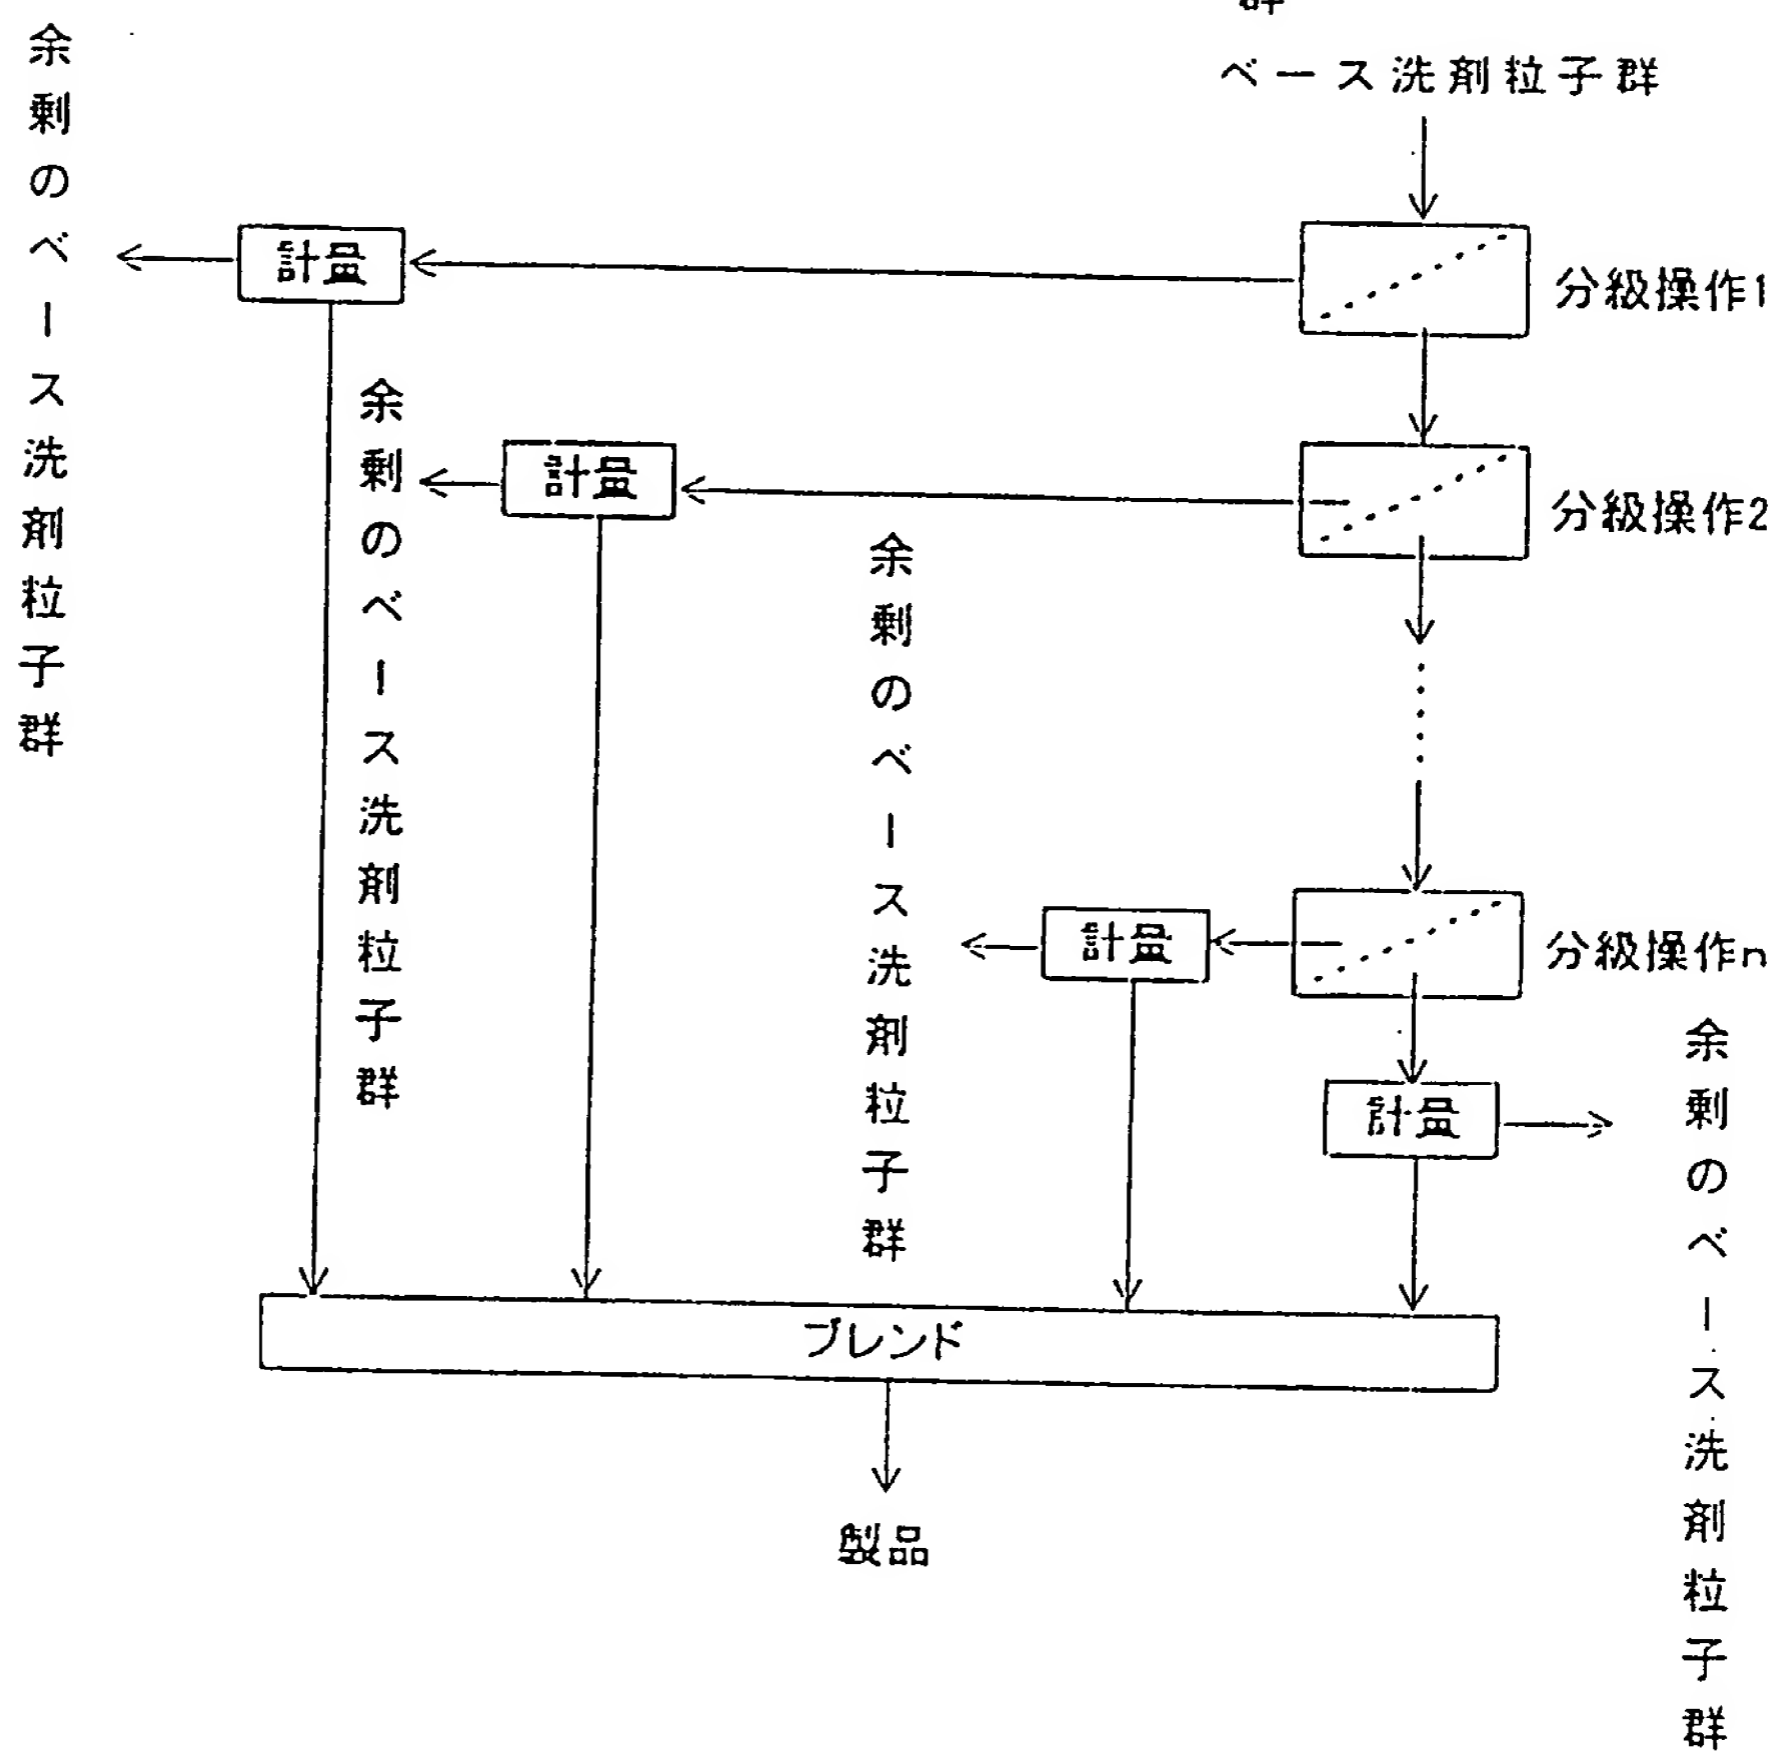 群
ベース洗剤粒子群
余剰のベース洗剤粒子群
計量
分級操作1
余剰のベース洗剤粒子群
計量
分級操作2
余剰のベース洗剤粒子群
計量
分級操作n
計量
余剰のベース洗剤粒子群
ブレンド
製品